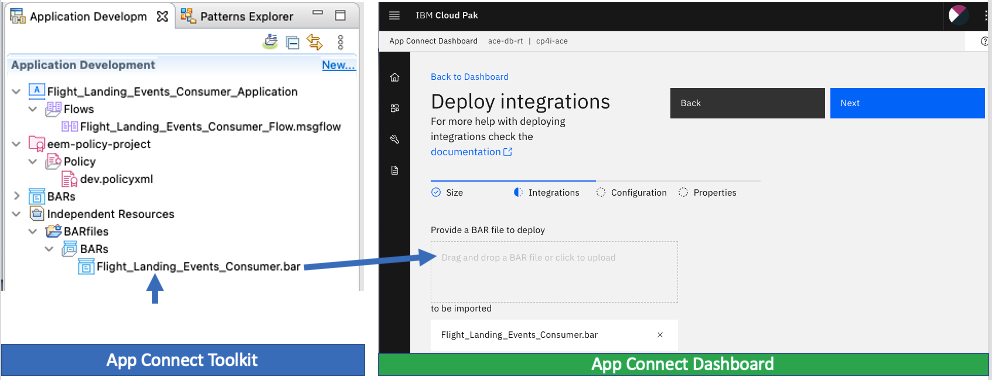 Application Developm
Patterns Explorer
Application Development
New...
Flight_Landing_Events_Consumer_Application
Flows
Flight_Landing_Events_Consumer_Flow.msgflow
eem-policy-project
Policy
dev.policyxml
BARs
Independent Resources
BARfiles
BARs
Flight_Landing_Events_Consumer.bar
App Connect Toolkit
IBM Cloud Pak
App Connect Dashboard ace-db-rt | cp4i-ace
Back to Dashboard
Deploy integrations
For more help with deploying
integrations check the
documentation
Back
Next
Size
Integrations
Configuration
Properties
Provide a BAR file to deploy
Drag and drop a BAR file or click to upload
to be imported
Flight_Landing_Events_Consumer.bar
App Connect Dashboard